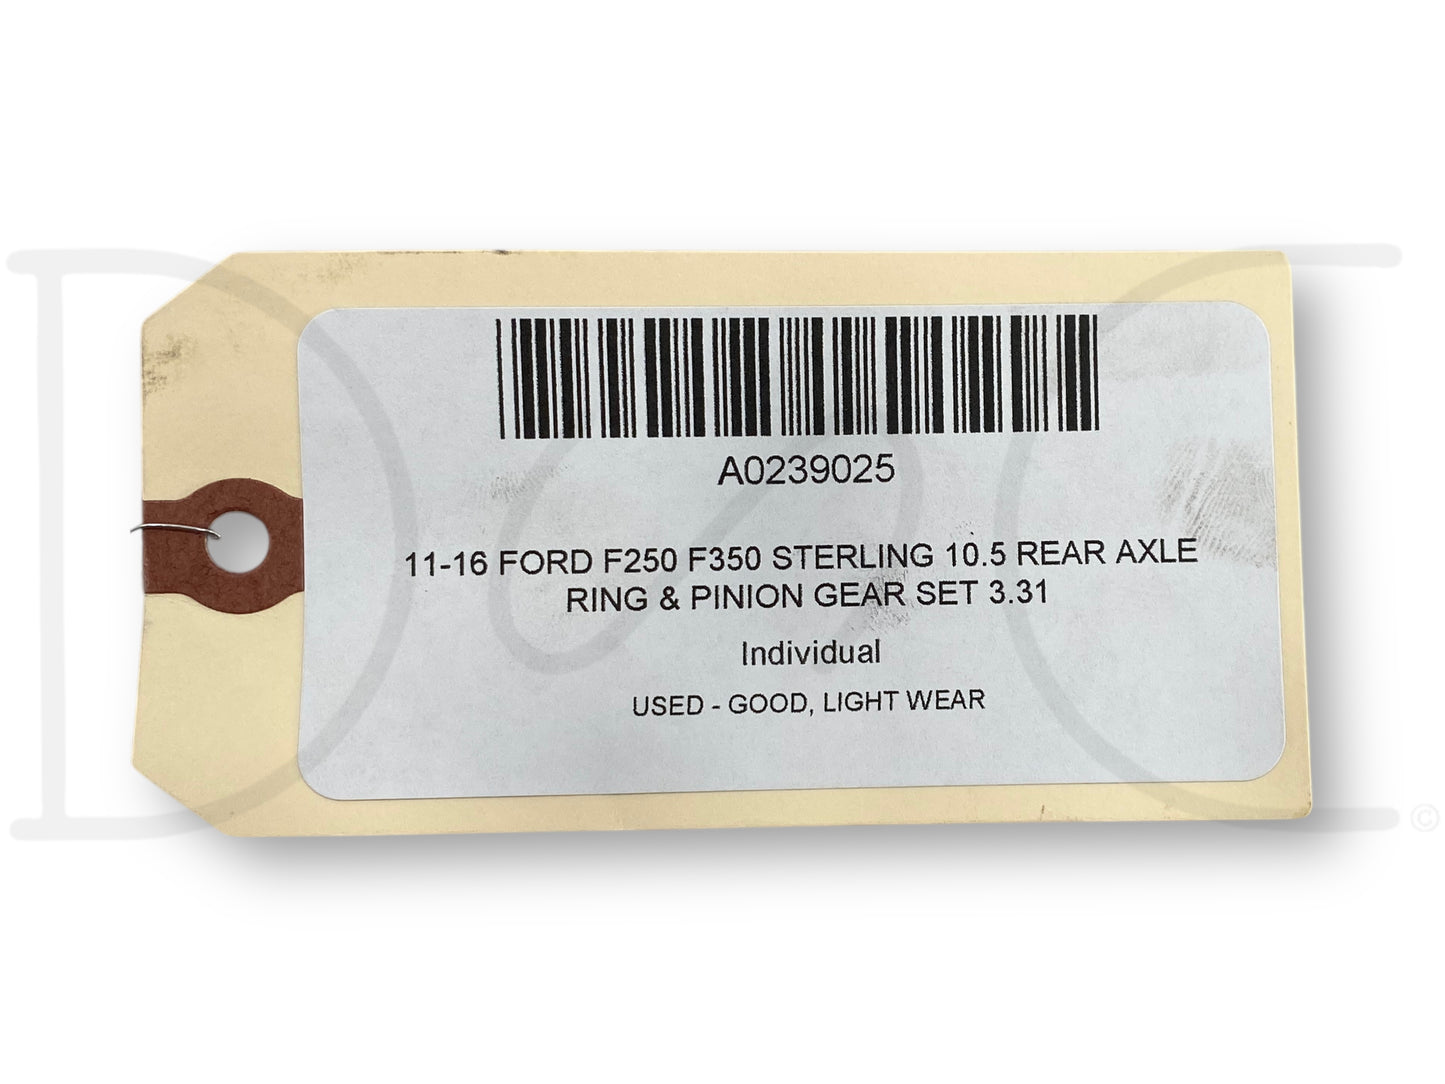 A0239025
11-16 FORD F250 F350 STERLING 10.5 REAR AXLE
RING & PINION GEAR SET 3.31
Individual
USED - GOOD, LIGHT WEAR
©